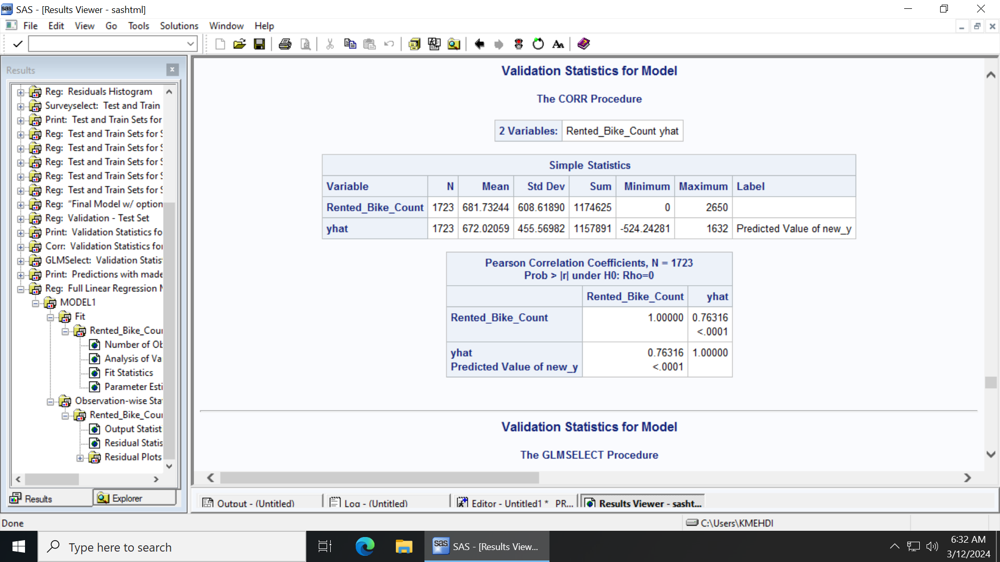 SAS - [Results Viewer - sashtml]
File Edit View Go Tools Solutions Window Help
Results
Reg: Residuals Histogram
Surveyselect: Test and Train
Print: Test and Train Sets for
Reg: Test and Train Sets for S
Reg: Test and Train Sets for S
Reg: Test and Train Sets for S
Reg: Test and Train Sets for S
Reg: Test and Train Sets for S
Reg: "Final Model w/ option
Reg: Validation - Test Set
Print: Validation Statistics fo
Corr: Validation Statistics for
GLMSelect: Validation Statis
Print: Predictions with made
Reg: Full Linear Regression M
MODEL1
Fit
Rented_Bike_Cour
Number of Ob
Analysis of Va
Fit Statistics
Parameter Esti
Observation-wise Stat
Rented_Bike_Cour
Output Statist
Residual Statis
Residual Plots
Results Explorer
Validation Statistics for Model
The CORR Procedure
2 Variables: Rented_Bike_Count yhat
Simple Statistics
Variable N Mean Std Dev Sum Minimum Maximum Label
Rented_Bike_Count 1723 681.73244 608.61890 1174625 0 2650
yhat 1723 672.02059 455.56982 1157891 -524.24281 1632 Predicted Value of new_y
Pearson Correlation Coefficients, N = 1723
Prob > |r| under H0: Rho=0
Rented_Bike_Count yhat
Rented_Bike_Count 1.00000 0.76316
<.0001
yhat 0.76316 1.00000
Predicted Value of new_y <.0001
Validation Statistics for Model
The GLMSELECT Procedure
Output - (Untitled) Log - (Untitled) Editor - Untitled1 * PR... Results Viewer - sasht...
Done C:\Users\KMEHDI
Type here to search
SAS - [Results View...
6:32 AM
3/12/2024